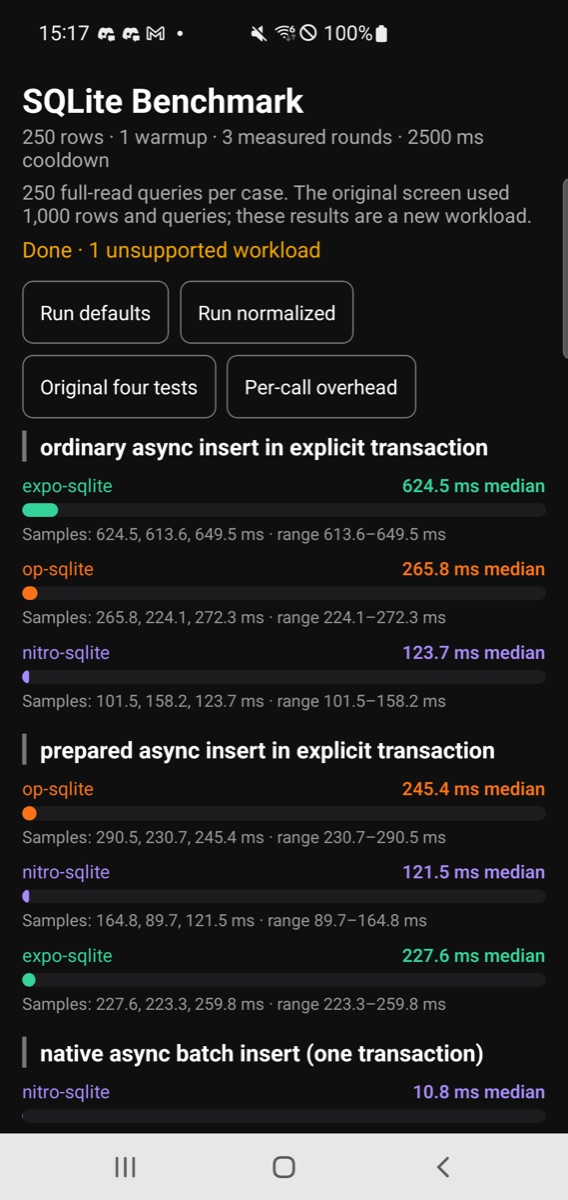 15:17 100%
SQLite Benchmark
250 rows · 1 warmup · 3 measured rounds · 2500 ms
cooldown
250 full-read queries per case. The original screen used
1,000 rows and queries; these results are a new workload.
Done · 1 unsupported workload
Run defaults Run normalized
Original four tests Per-call overhead
ordinary async insert in explicit transaction
expo-sqlite 624.5 ms median
Samples: 624.5, 613.6, 649.5 ms · range 613.6–649.5 ms
op-sqlite 265.8 ms median
Samples: 265.8, 224.1, 272.3 ms · range 224.1–272.3 ms
nitro-sqlite 123.7 ms median
Samples: 101.5, 158.2, 123.7 ms · range 101.5–158.2 ms
prepared async insert in explicit transaction
op-sqlite 245.4 ms median
Samples: 290.5, 230.7, 245.4 ms · range 230.7–290.5 ms
nitro-sqlite 121.5 ms median
Samples: 164.8, 89.7, 121.5 ms · range 89.7–164.8 ms
expo-sqlite 227.6 ms median
Samples: 227.6, 223.3, 259.8 ms · range 223.3–259.8 ms
native async batch insert (one transaction)
nitro-sqlite 10.8 ms median